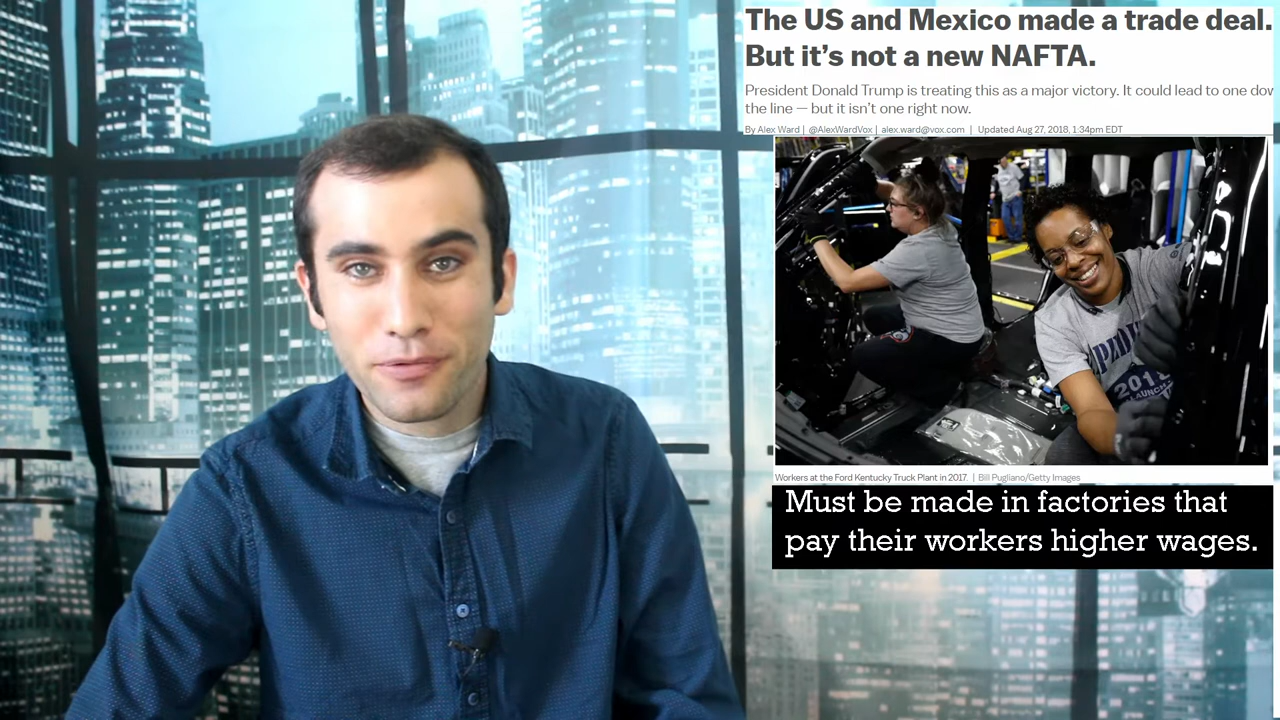 The US and Mexico made a trade deal.
But it's not a new NAFTA.
President Donald Trump is treating this as a major victory. It could lead to one dow
the line — but it isn't one right now.
By Alex Ward | @AlexWardVox | alex.ward@vox.com | Updated Aug 27, 2018, 1:34pm EDT
2018
LAUNCH
Workers at the Ford Kentucky Truck Plant in 2017. | Bill Pugliano/Getty Images
Must be made in factories that
pay their workers higher wages.